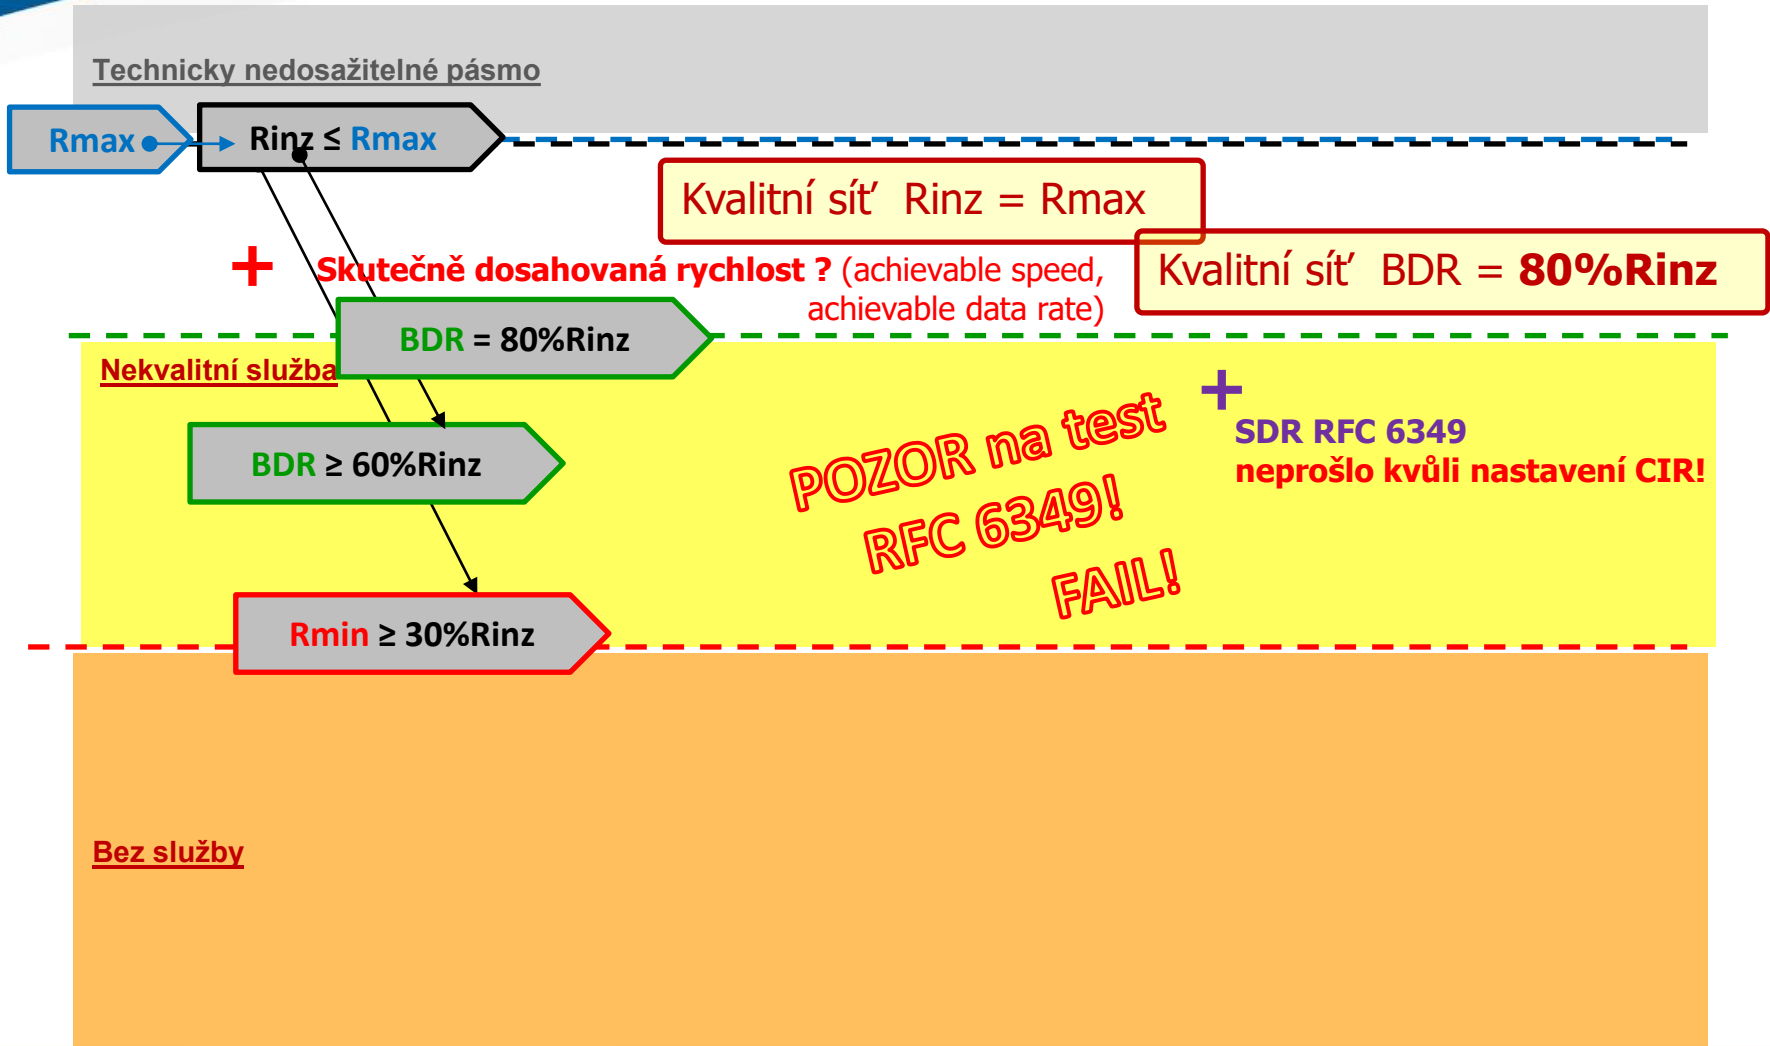 Technicky nedosažitelné pásmo
Rmax
Rinz ≤ Rmax
Kvalitní síť Rinz = Rmax
+
Skutečně dosahovaná rychlost ? (achievable speed,
achievable data rate)
Kvalitní síť BDR = 80%Rinz
BDR = 80%Rinz
Nekvalitní služba
+
SDR RFC 6349
neprošlo kvůli nastavení CIR!
POZOR na test
RFC 6349!
FAIL!
BDR ≥ 60%Rinz
Rmin ≥ 30%Rinz
Bez služby